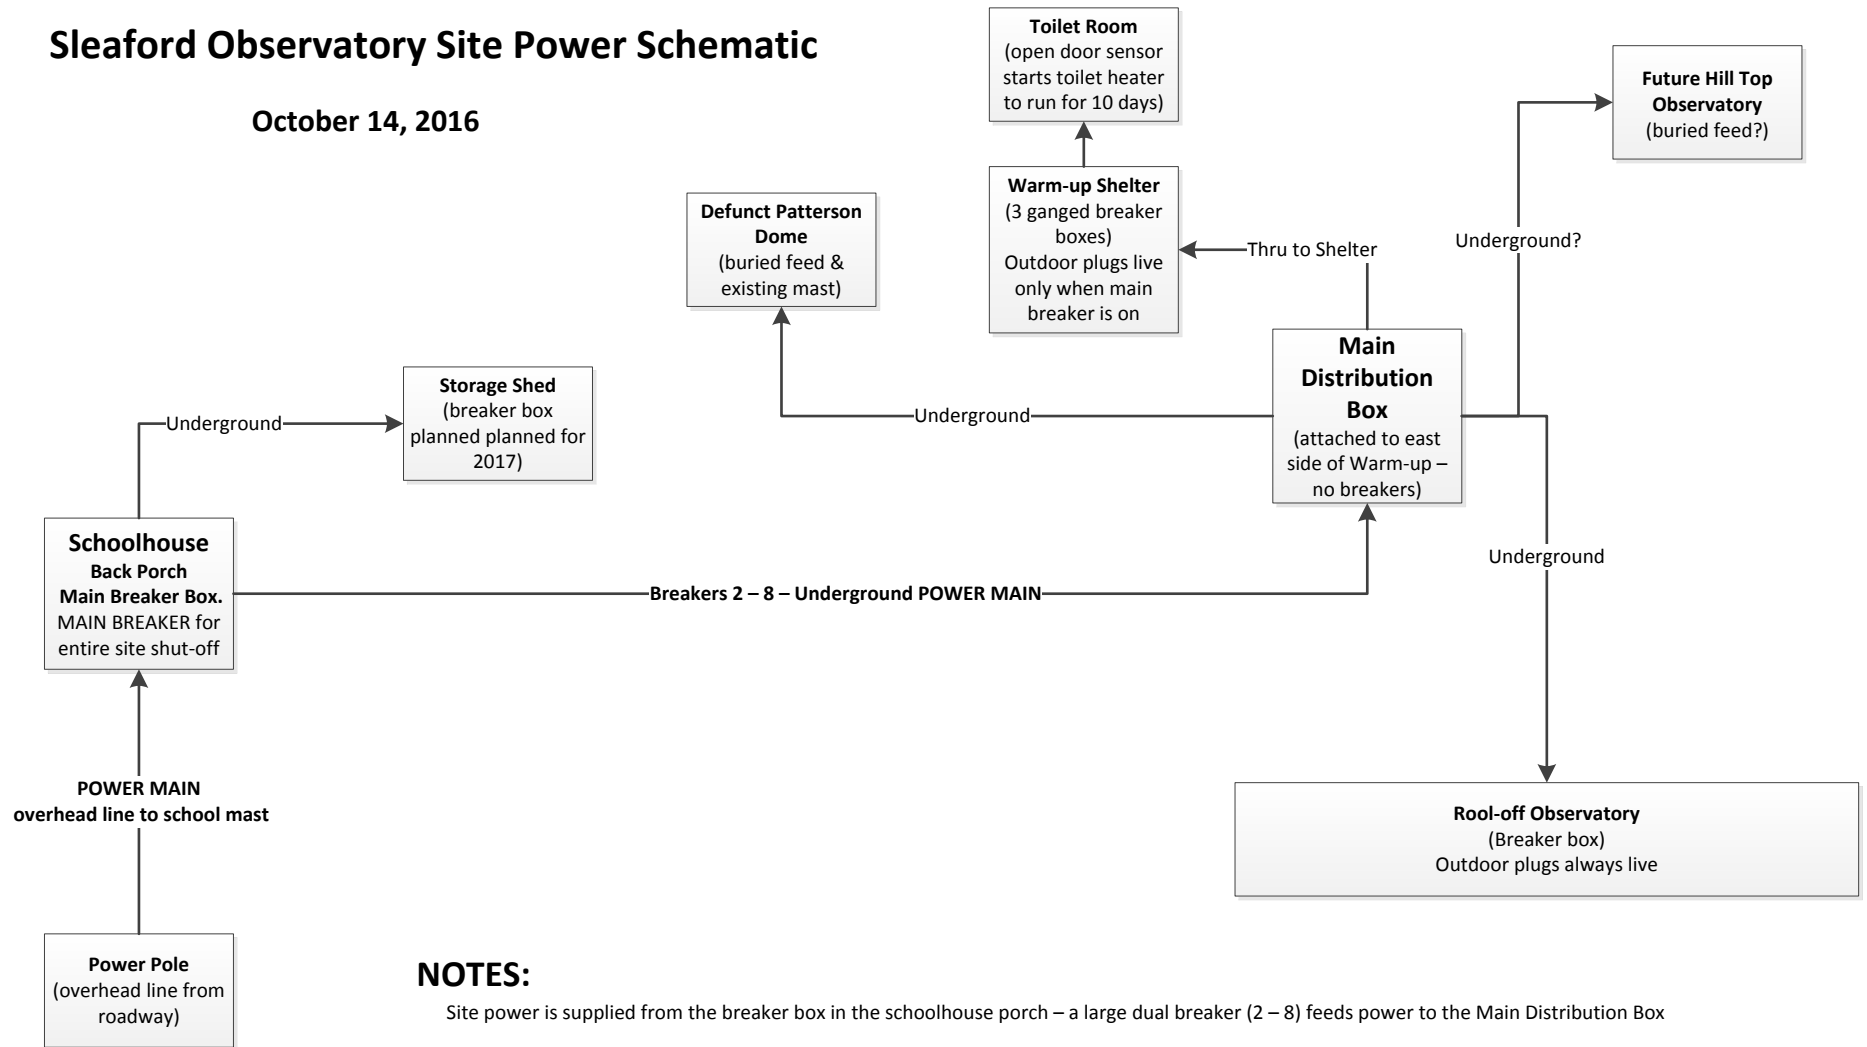 Sleaford Observatory Site Power Schematic
October 14, 2016
Toilet Room
(open door sensor
starts toilet heater
to run for 10 days)
Future Hill Top
Observatory
(buried feed?)
Warm-up Shelter
(3 ganged breaker
boxes)
Outdoor plugs live
only when main
breaker is on
Defunct Patterson
Dome
(buried feed &
existing mast)
Thru to Shelter
Underground?
Main
Distribution
Box
(attached to east
side of Warm-up –
no breakers)
Storage Shed
(breaker box
planned planned for
2017)
Underground
Underground
Underground
Schoolhouse
Back Porch
Main Breaker Box.
MAIN BREAKER for
entire site shut-off
Breakers 2 – 8 – Underground POWER MAIN
POWER MAIN
overhead line to school mast
Rool-off Observatory
(Breaker box)
Outdoor plugs always live
Power Pole
(overhead line from
roadway)
NOTES:
Site power is supplied from the breaker box in the schoolhouse porch – a large dual breaker (2 – 8) feeds power to the Main Distribution Box